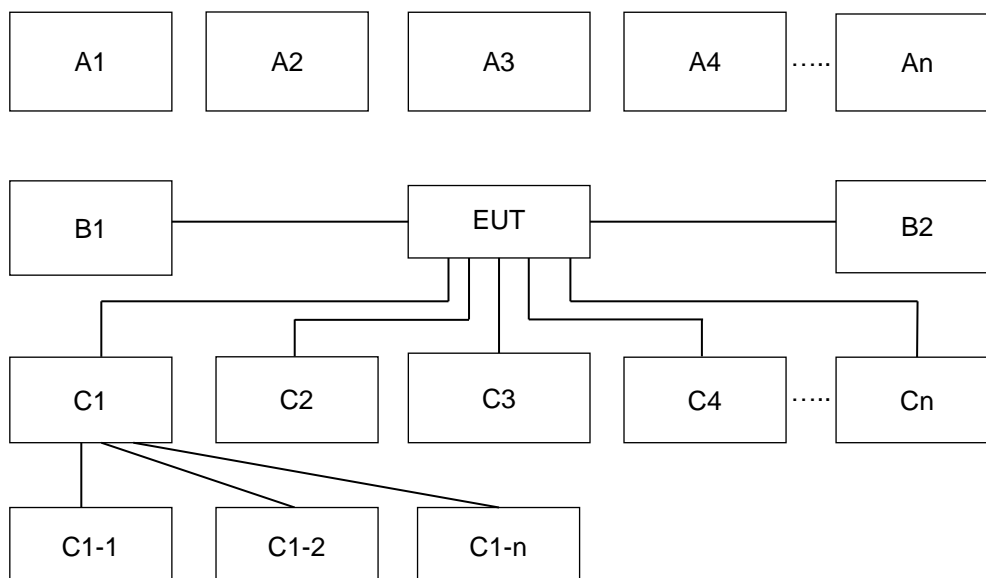 A1 A2 A3 A4 ..... An
B1 EUT B2
C1 C2 C3 C4 ..... Cn
C1-1 C1-2 C1-n